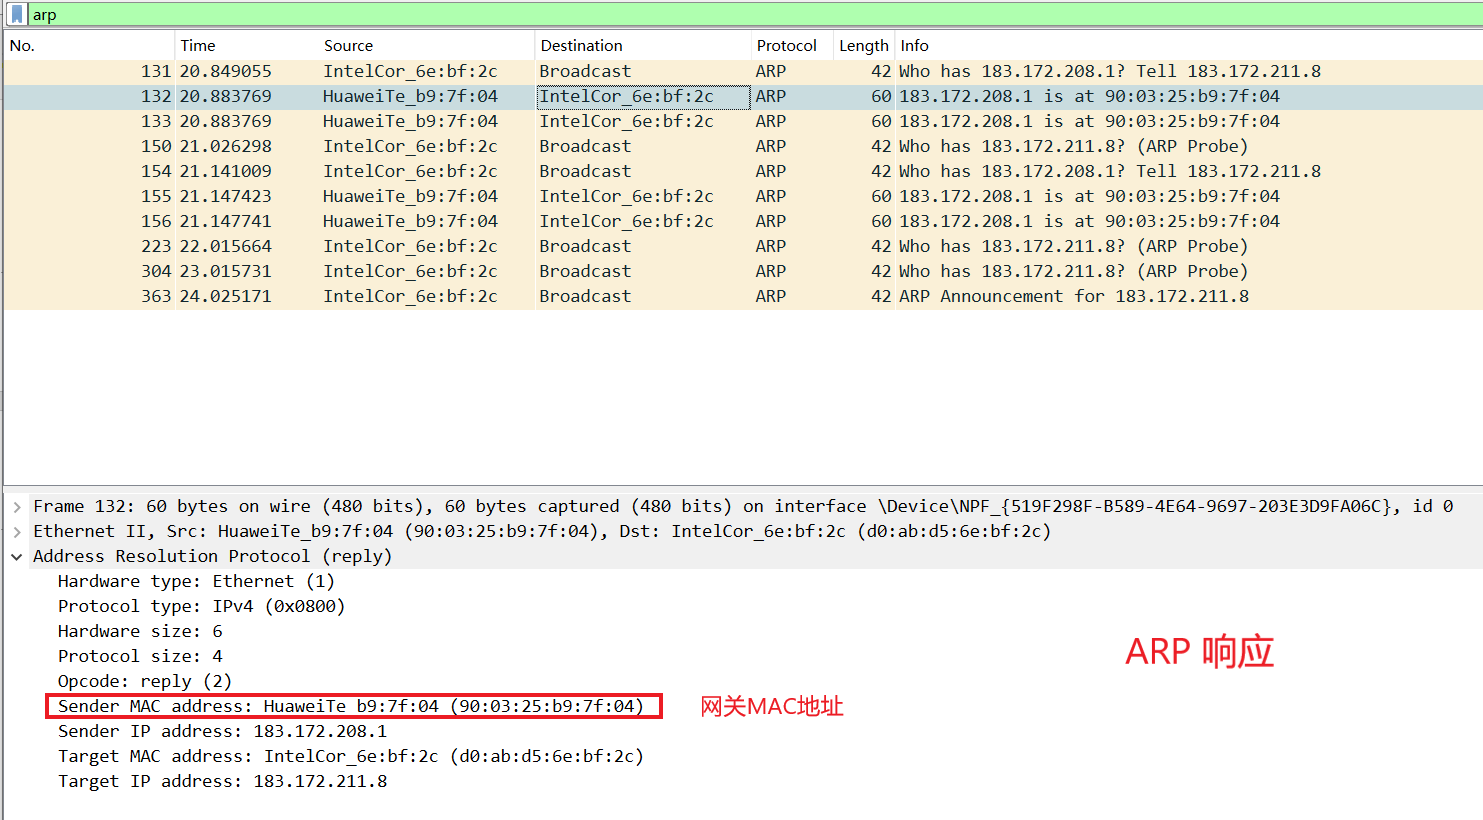 arp
No. Time Source Destination Protocol Length Info
131 20.849055 IntelCor_6e:bf:2c Broadcast ARP 42 Who has 183.172.208.1? Tell 183.172.211.8
132 20.883769 HuaweiTe_b9:7f:04 IntelCor_6e:bf:2c ARP 60 183.172.208.1 is at 90:03:25:b9:7f:04
133 20.883769 HuaweiTe_b9:7f:04 IntelCor_6e:bf:2c ARP 60 183.172.208.1 is at 90:03:25:b9:7f:04
150 21.026298 IntelCor_6e:bf:2c Broadcast ARP 42 Who has 183.172.211.8? (ARP Probe)
154 21.141009 IntelCor_6e:bf:2c Broadcast ARP 42 Who has 183.172.208.1? Tell 183.172.211.8
155 21.147423 HuaweiTe_b9:7f:04 IntelCor_6e:bf:2c ARP 60 183.172.208.1 is at 90:03:25:b9:7f:04
156 21.147741 HuaweiTe_b9:7f:04 IntelCor_6e:bf:2c ARP 60 183.172.208.1 is at 90:03:25:b9:7f:04
223 22.015664 IntelCor_6e:bf:2c Broadcast ARP 42 Who has 183.172.211.8? (ARP Probe)
304 23.015731 IntelCor_6e:bf:2c Broadcast ARP 42 Who has 183.172.211.8? (ARP Probe)
363 24.025171 IntelCor_6e:bf:2c Broadcast ARP 42 ARP Announcement for 183.172.211.8
Frame 132: 60 bytes on wire (480 bits), 60 bytes captured (480 bits) on interface \Device\NPF_{519F298F-B589-4E64-9697-203E3D9FA06C}, id 0
Ethernet II, Src: HuaweiTe_b9:7f:04 (90:03:25:b9:7f:04), Dst: IntelCor_6e:bf:2c (d0:ab:d5:6e:bf:2c)
Address Resolution Protocol (reply)
Hardware type: Ethernet (1)
Protocol type: IPv4 (0x0800)
Hardware size: 6
Protocol size: 4
ARP 响应
Opcode: reply (2)
Sender MAC address: HuaweiTe b9:7f:04 (90:03:25:b9:7f:04) 网关MAC地址
Sender IP address: 183.172.208.1
Target MAC address: IntelCor_6e:bf:2c (d0:ab:d5:6e:bf:2c)
Target IP address: 183.172.211.8